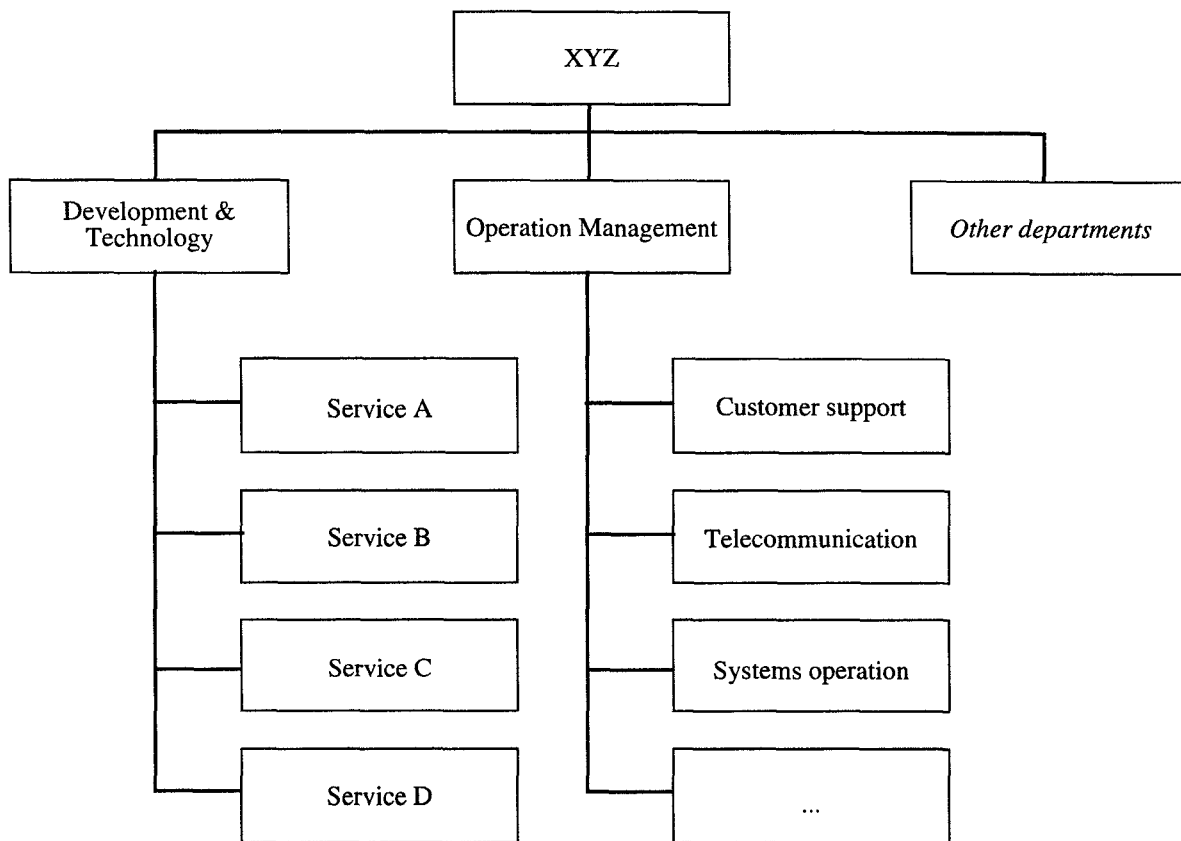 XYZ
Development &
Technology
Operation Management
Other departments
Service A
Customer support
Service B
Telecommunication
Service C
Systems operation
Service D
...